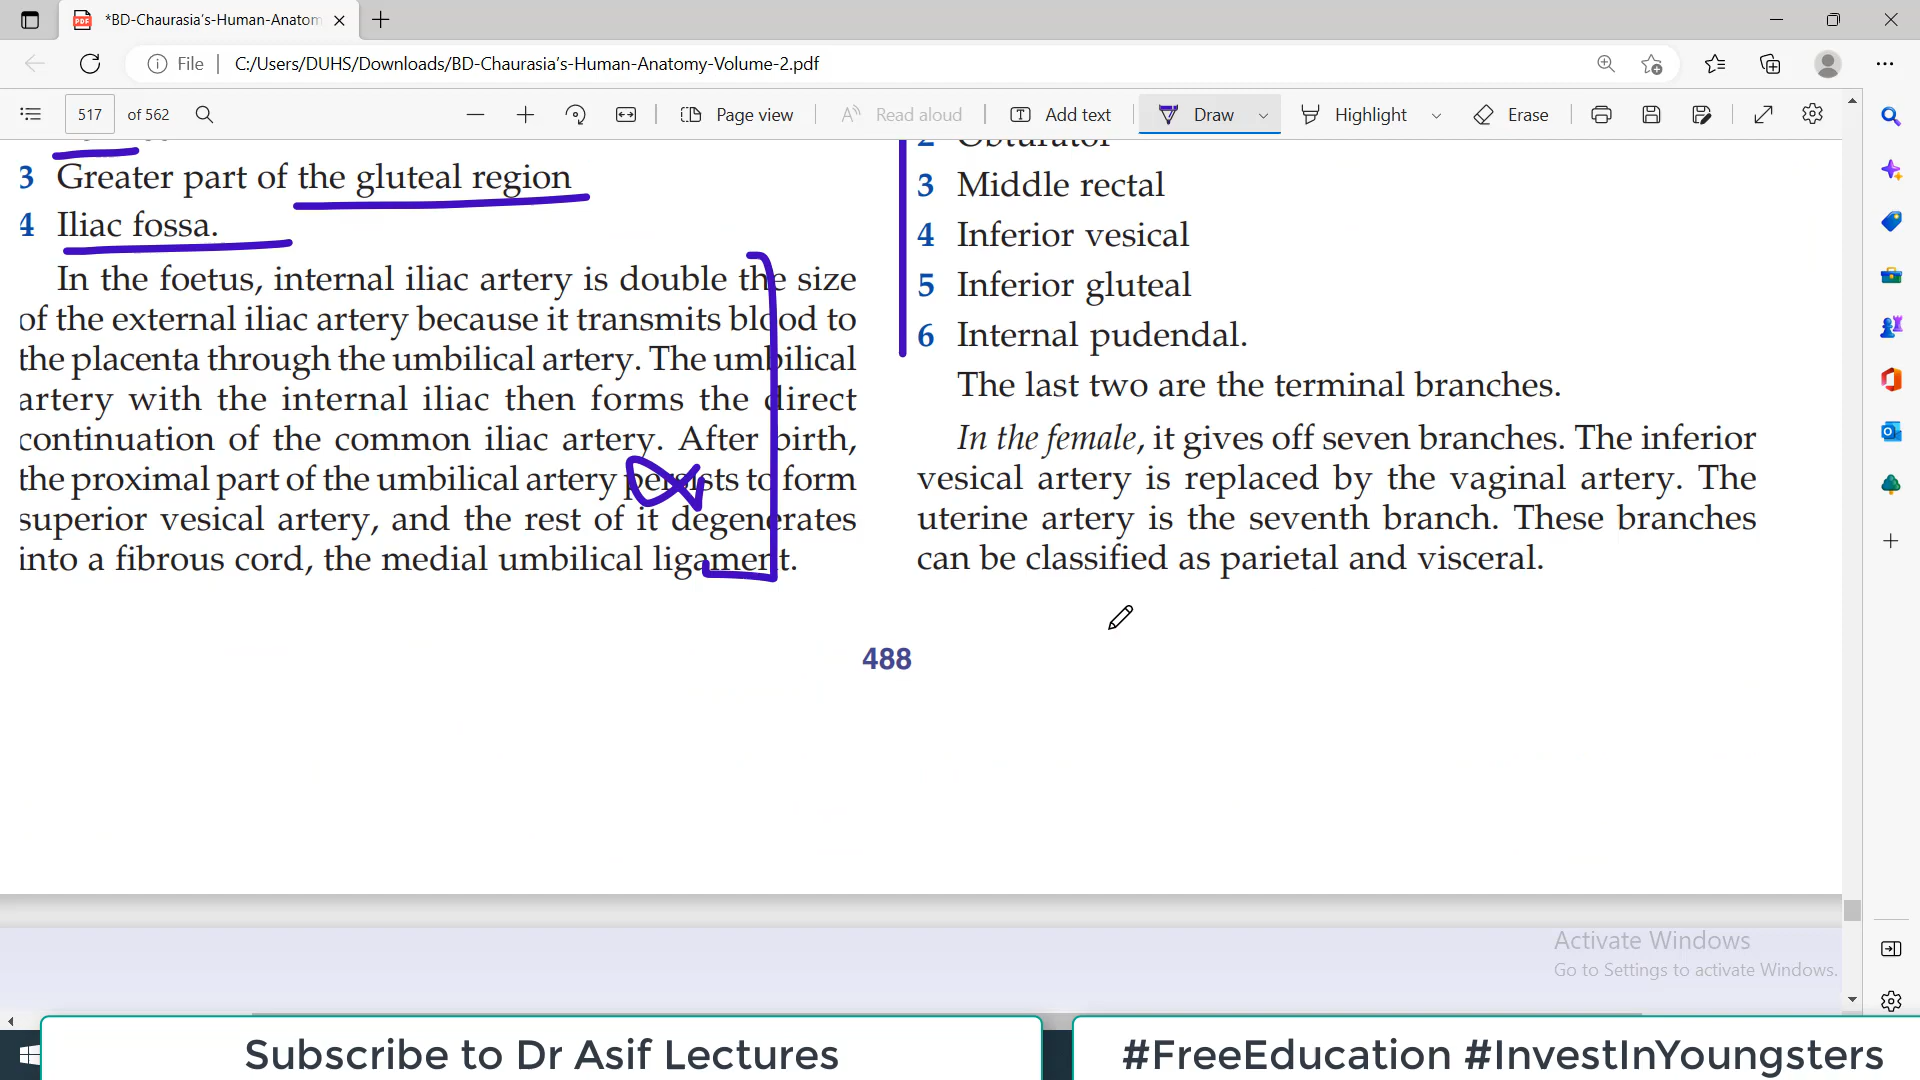 *BD-Chaurasia's-Human-Anatom
File
C:/Users/DUHS/Downloads/BD-Chaurasia's-Human-Anatomy-Volume-2.pdf
517 of 562
Page view
Read aloud
Add text
Draw
Highlight
Erase
3 Greater part of the gluteal region
4 Iliac fossa.
In the foetus, internal iliac artery is double the size
of the external iliac artery because it transmits blood to
the placenta through the umbilical artery. The umbilical
artery with the internal iliac then forms the direct
continuation of the common iliac artery. After birth,
the proximal part of the umbilical artery persists to form
superior vesical artery, and the rest of it degenerates
into a fibrous cord, the medial umbilical ligament.
2 Obturator
3 Middle rectal
4 Inferior vesical
5 Inferior gluteal
6 Internal pudendal.
The last two are the terminal branches.
In the female, it gives off seven branches. The inferior
vesical artery is replaced by the vaginal artery. The
uterine artery is the seventh branch. These branches
can be classified as parietal and visceral.
488
Activate Windows
Go to Settings to activate Windows.
Subscribe to Dr Asif Lectures
#FreeEducation #InvestInYoungsters